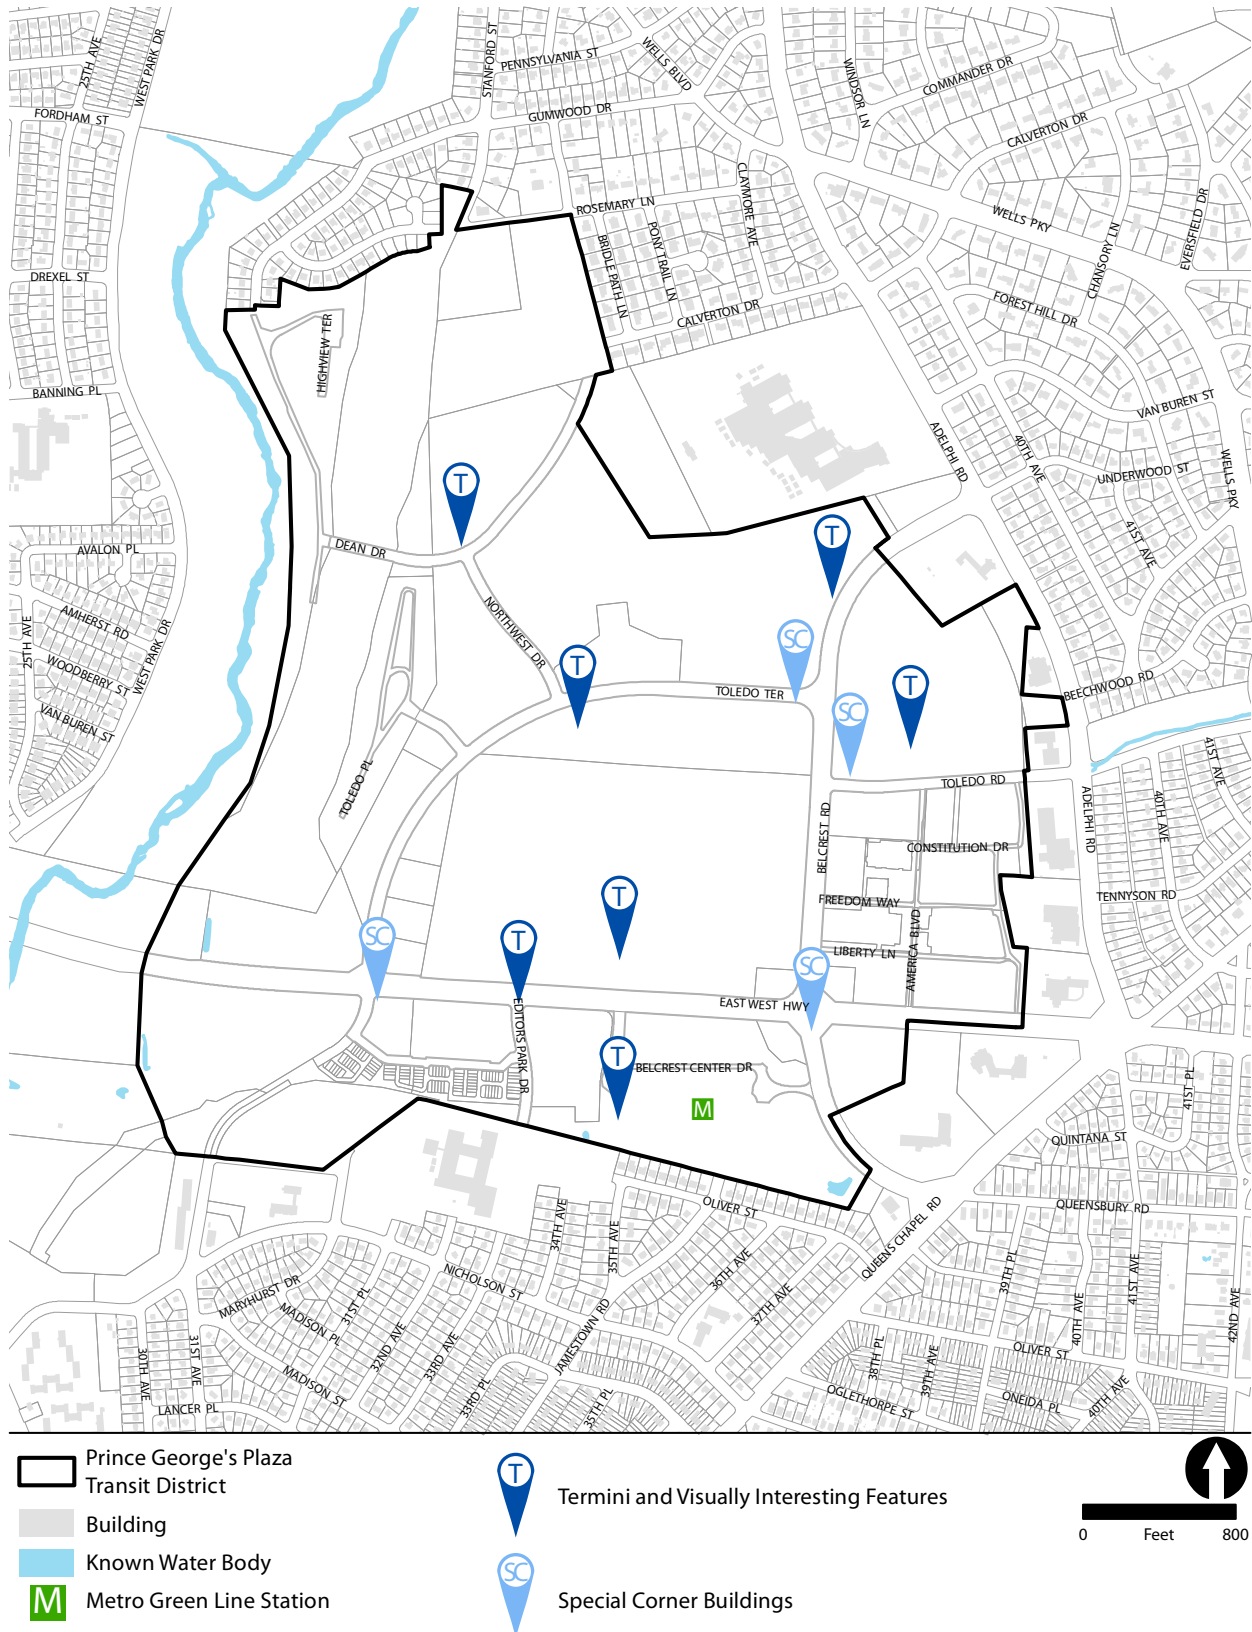 25TH AVE
WEST PARK DR
FORDHAM ST
STANFORD ST
PENNSYLVANIA ST
WELLS BLVD
GUMWOOD DR
WINDSOR LN
COMMANDER DR
CALVERTON DR
CLAYMORE AVE
ROSEMARY LN
PONY TRAIL LN
BRIDLE PATH LN
CALVERTON DR
WELLS PKY
CHANSORY LN
EVERSFIELD DR
FOREST HILL DR
DREXEL ST
HIGHVIEW TER
BANNING PL
VAN BUREN ST
ADELPHI RD
40TH AVE
UNDERWOOD ST
WELLS PKY
41ST AVE
T
T
DEAN DR
AVALON PL
AMHERST RD
25TH AVE
WOODBERRY ST
WEST PARK DR
VAN BUREN ST
NORTHWEST DR
SC
T
T
TOLEDO TER
SC
BEECHWOOD RD
TOLEDO PL
TOLEDO RD
41ST AVE
40TH AVE
ADELPHI RD
BELCREST RD
CONSTITUTION DR
TENNYSON RD
FREEDOM WAY
T
SC
T
AMERICA BLVD
LIBERTY LN
SC
EAST WEST HWY
EDITORS PARK DR
T
BELCREST CENTER DR
M
41ST PL
QUINTANA ST
QUEENSBURY RD
OLIVER ST
QUEENS CHAPEL RD
34TH AVE
35TH AVE
36TH AVE
37TH AVE
NICHOLSON ST
JAMESTOWN RD
MARYHURST DR
MADISON PL
31ST PL
32ND AVE
33RD AVE
33RD PL
35TH PL
MADISON ST
30TH AVE
31ST AVE
LANCER PL
39TH PL
40TH AVE
41ST AVE
42ND AVE
38TH PL
39TH AVE
OLIVER ST
ONEIDA PL
40TH AVE
OGLETHORPE ST
Prince George's Plaza
Transit District
Building
Known Water Body
M Metro Green Line Station
T Termini and Visually Interesting Features
SC Special Corner Buildings
0 Feet 800